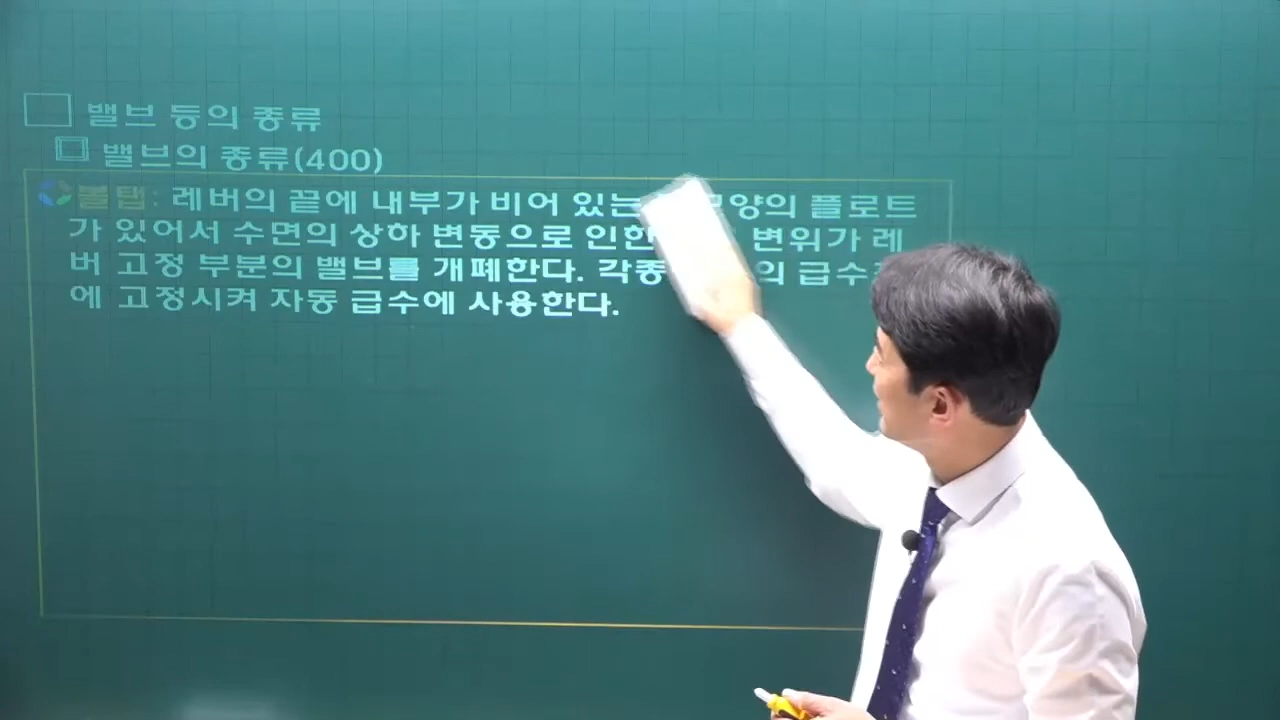 밸브 등의 종류
밸브의 종류(400)
볼탭: 레버의 끝에 내부가 비어 있는 모양의 플로트
가 있어서 수면의 상하 변동으로 인한 변위가 레
버 고정 부분의 밸브를 개폐한다. 각종 의 급수
에 고정시켜 자동 급수에 사용한다.